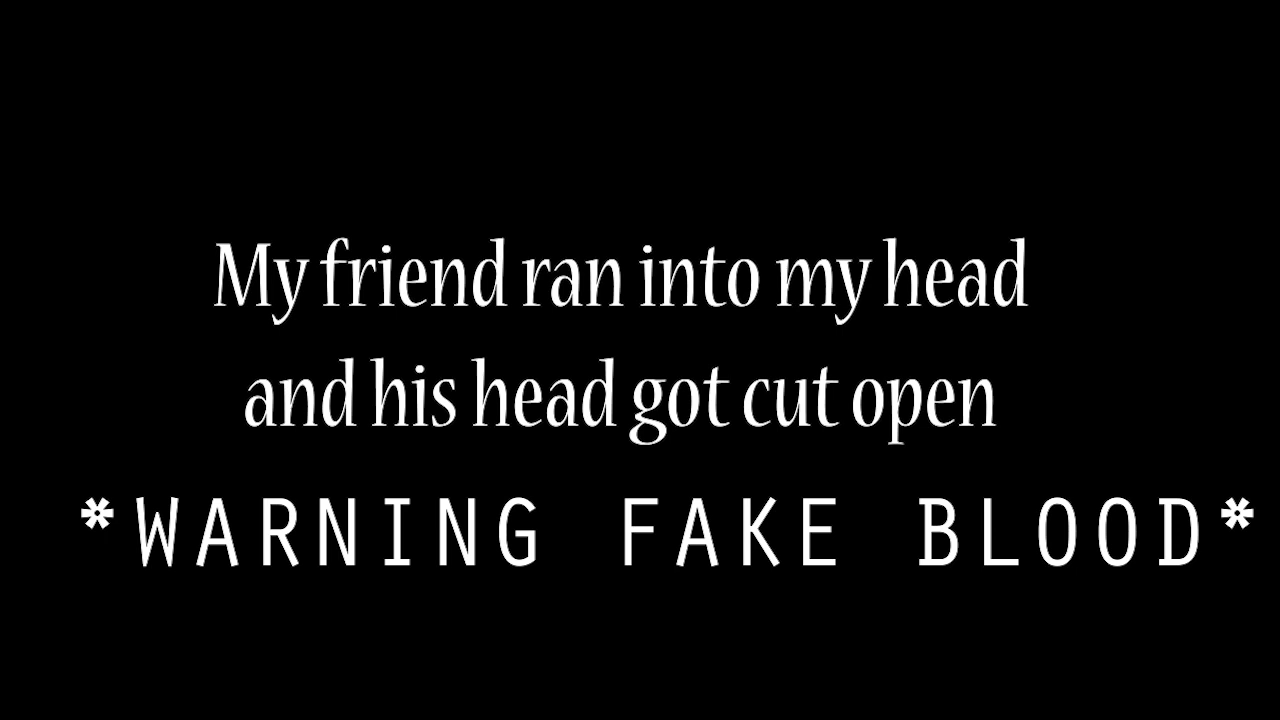 My friend ran into my head
and his head got cut open
*WARNING FAKE BLOOD*